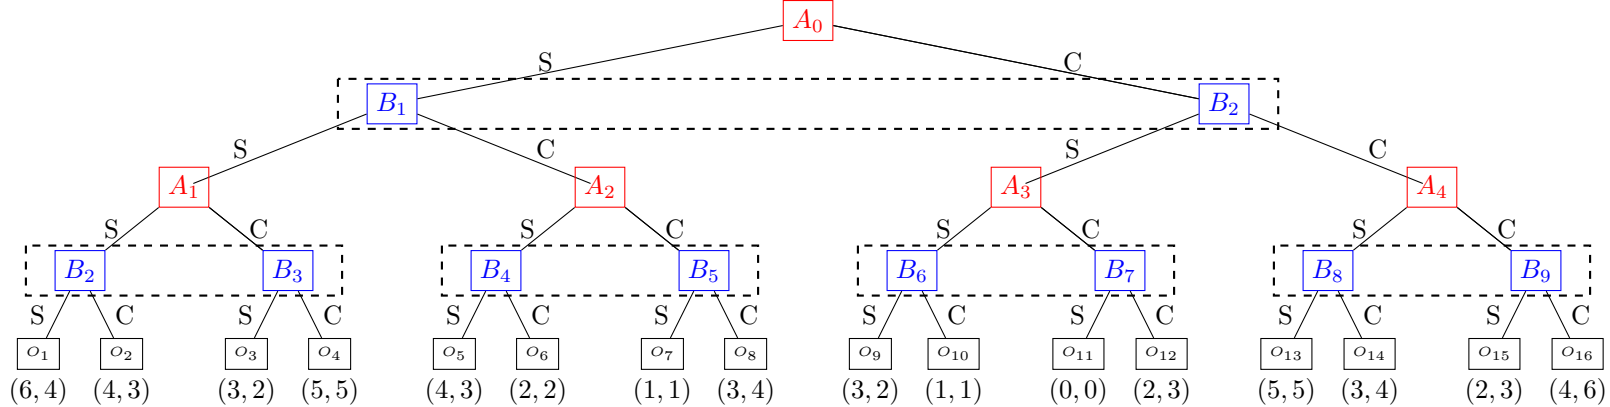 A₀
S C
B₁ B₂
S C S C
A₁ A₂ A₃ A₄
S C S C S C S C
B₂ B₃ B₄ B₅ B₆ B₇ B₈ B₉
S C S C S C S C S C S C S C S C
O₁ O₂ O₃ O₄ O₅ O₆ O₇ O₈ O₉ O₁₀ O₁₁ O₁₂ O₁₃ O₁₄ O₁₅ O₁₆
(6, 4) (4, 3) (3, 2) (5, 5) (4, 3) (2, 2) (1, 1) (3, 4) (3, 2) (1, 1) (0, 0) (2, 3) (5, 5) (3, 4) (2, 3) (4, 6)